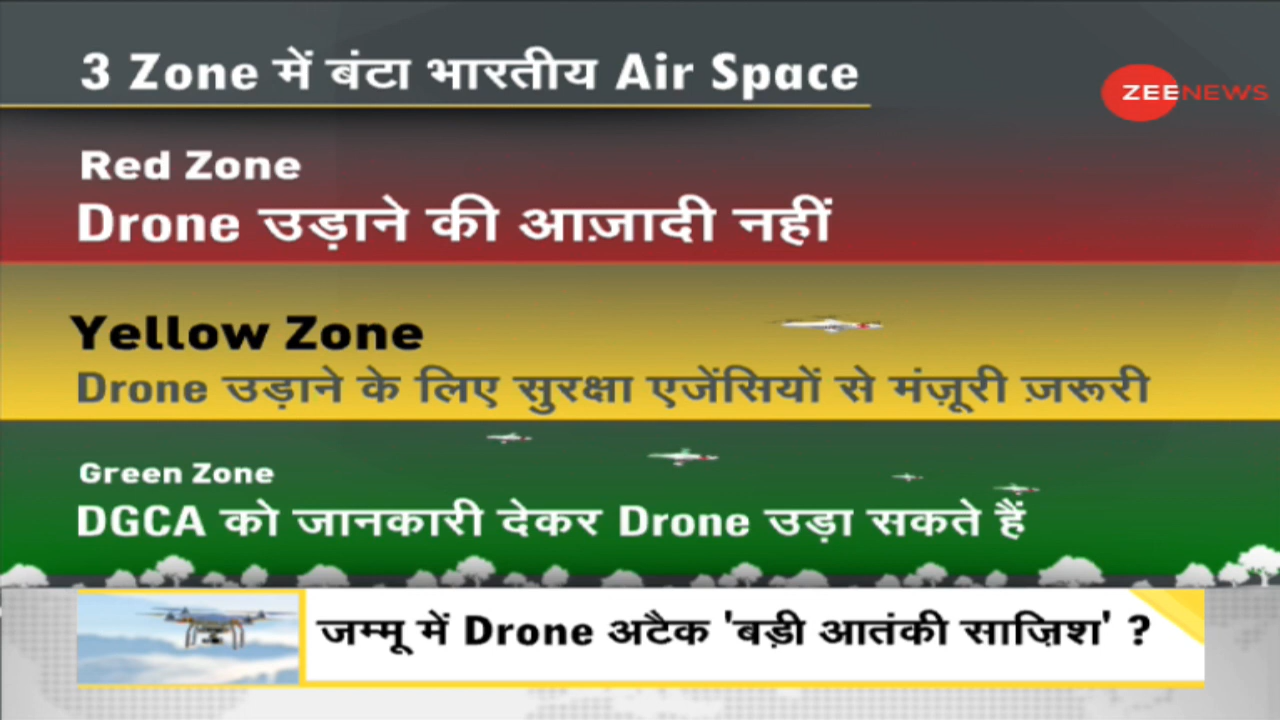 3 Zone में बंटा भारतीय Air Space
ZEENEWS
Red Zone
Drone उड़ाने की आज़ादी नहीं
Yellow Zone
Drone उड़ाने के लिए सुरक्षा एजेंसियों से मंज़ूरी ज़रूरी
Green Zone
DGCA को जानकारी देकर Drone उड़ा सकते हैं
जम्मू में Drone अटैक 'बड़ी आतंकी साज़िश' ?